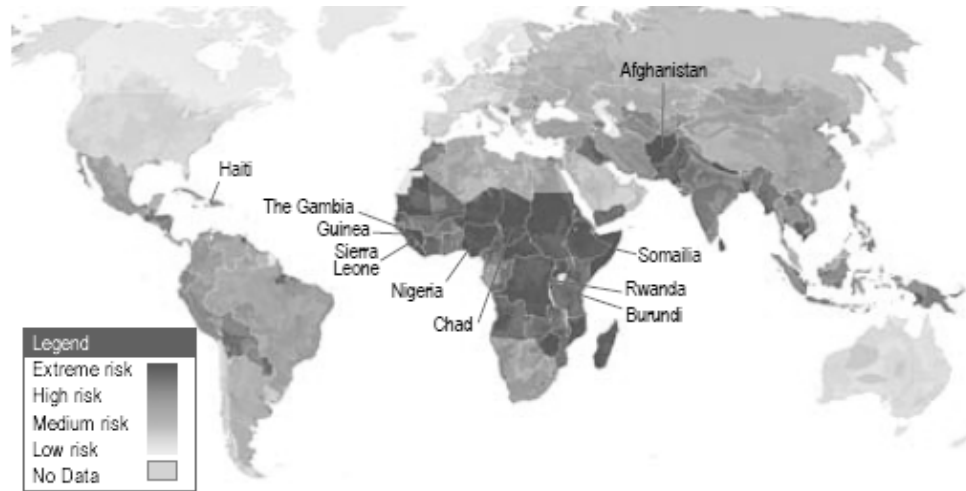 Afghanistan
Haiti
The Gambia
Guinea
Sierra
Leone
Nigeria
Chad
Somailia
Rwanda
Burundi
Legend
Extreme risk
High risk
Medium risk
Low risk
No Data